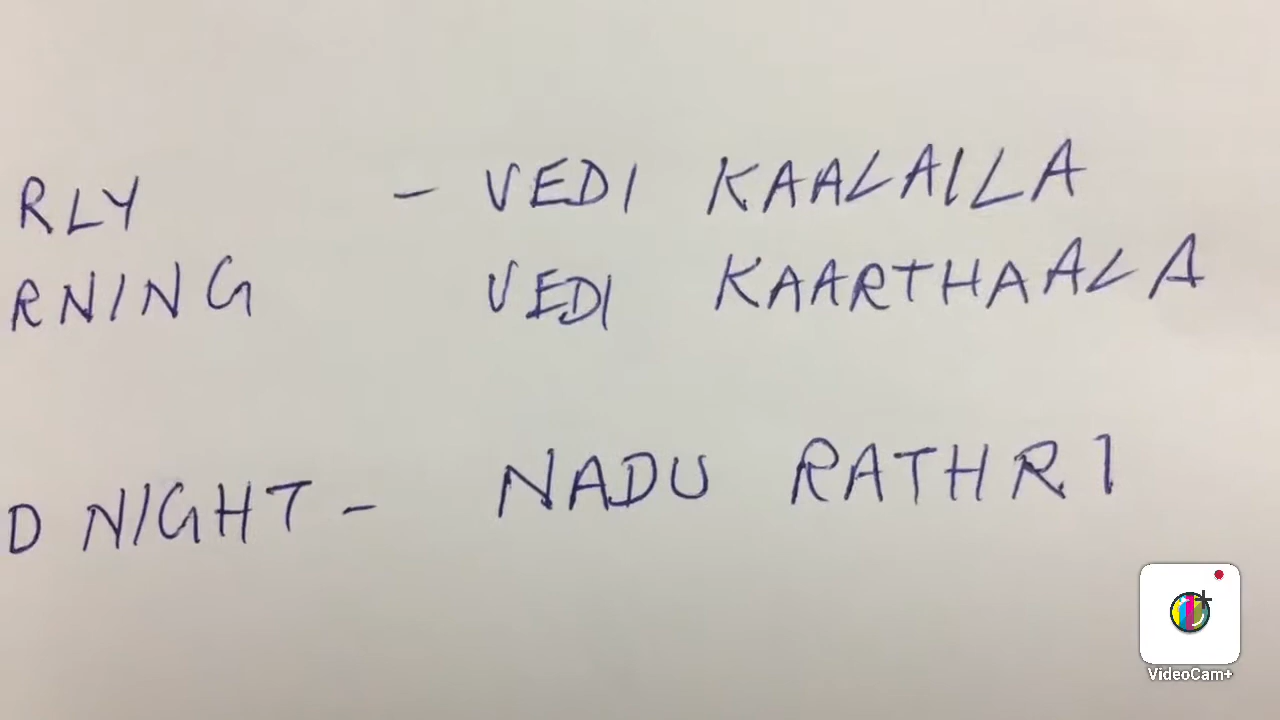 RLY - VEDI KAALAILA
RNING VEDI KAARTHAALA
D NIGHT - NADU RATHRI
VideoCam+